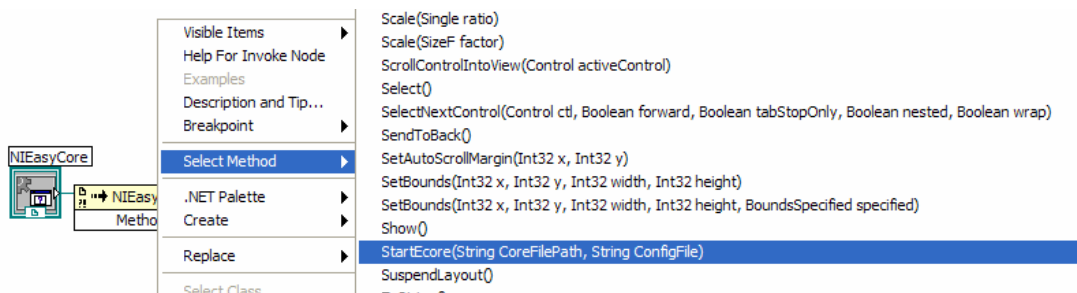 NIEasyCore
NIEasy
Metho
Visible Items
Help For Invoke Node
Examples
Description and Tip...
Breakpoint
Select Method
.NET Palette
Create
Replace
Select Class
Scale(Single ratio)
Scale(SizeF factor)
ScrollControlIntoView(Control activeControl)
Select()
SelectNextControl(Control ctl, Boolean forward, Boolean tabStopOnly, Boolean nested, Boolean wrap)
SendToBack()
SetAutoScrollMargin(Int32 x, Int32 y)
SetBounds(Int32 x, Int32 y, Int32 width, Int32 height)
SetBounds(Int32 x, Int32 y, Int32 width, Int32 height, BoundsSpecified specified)
Show()
StartEcore(String CoreFilePath, String ConfigFile)
SuspendLayout()